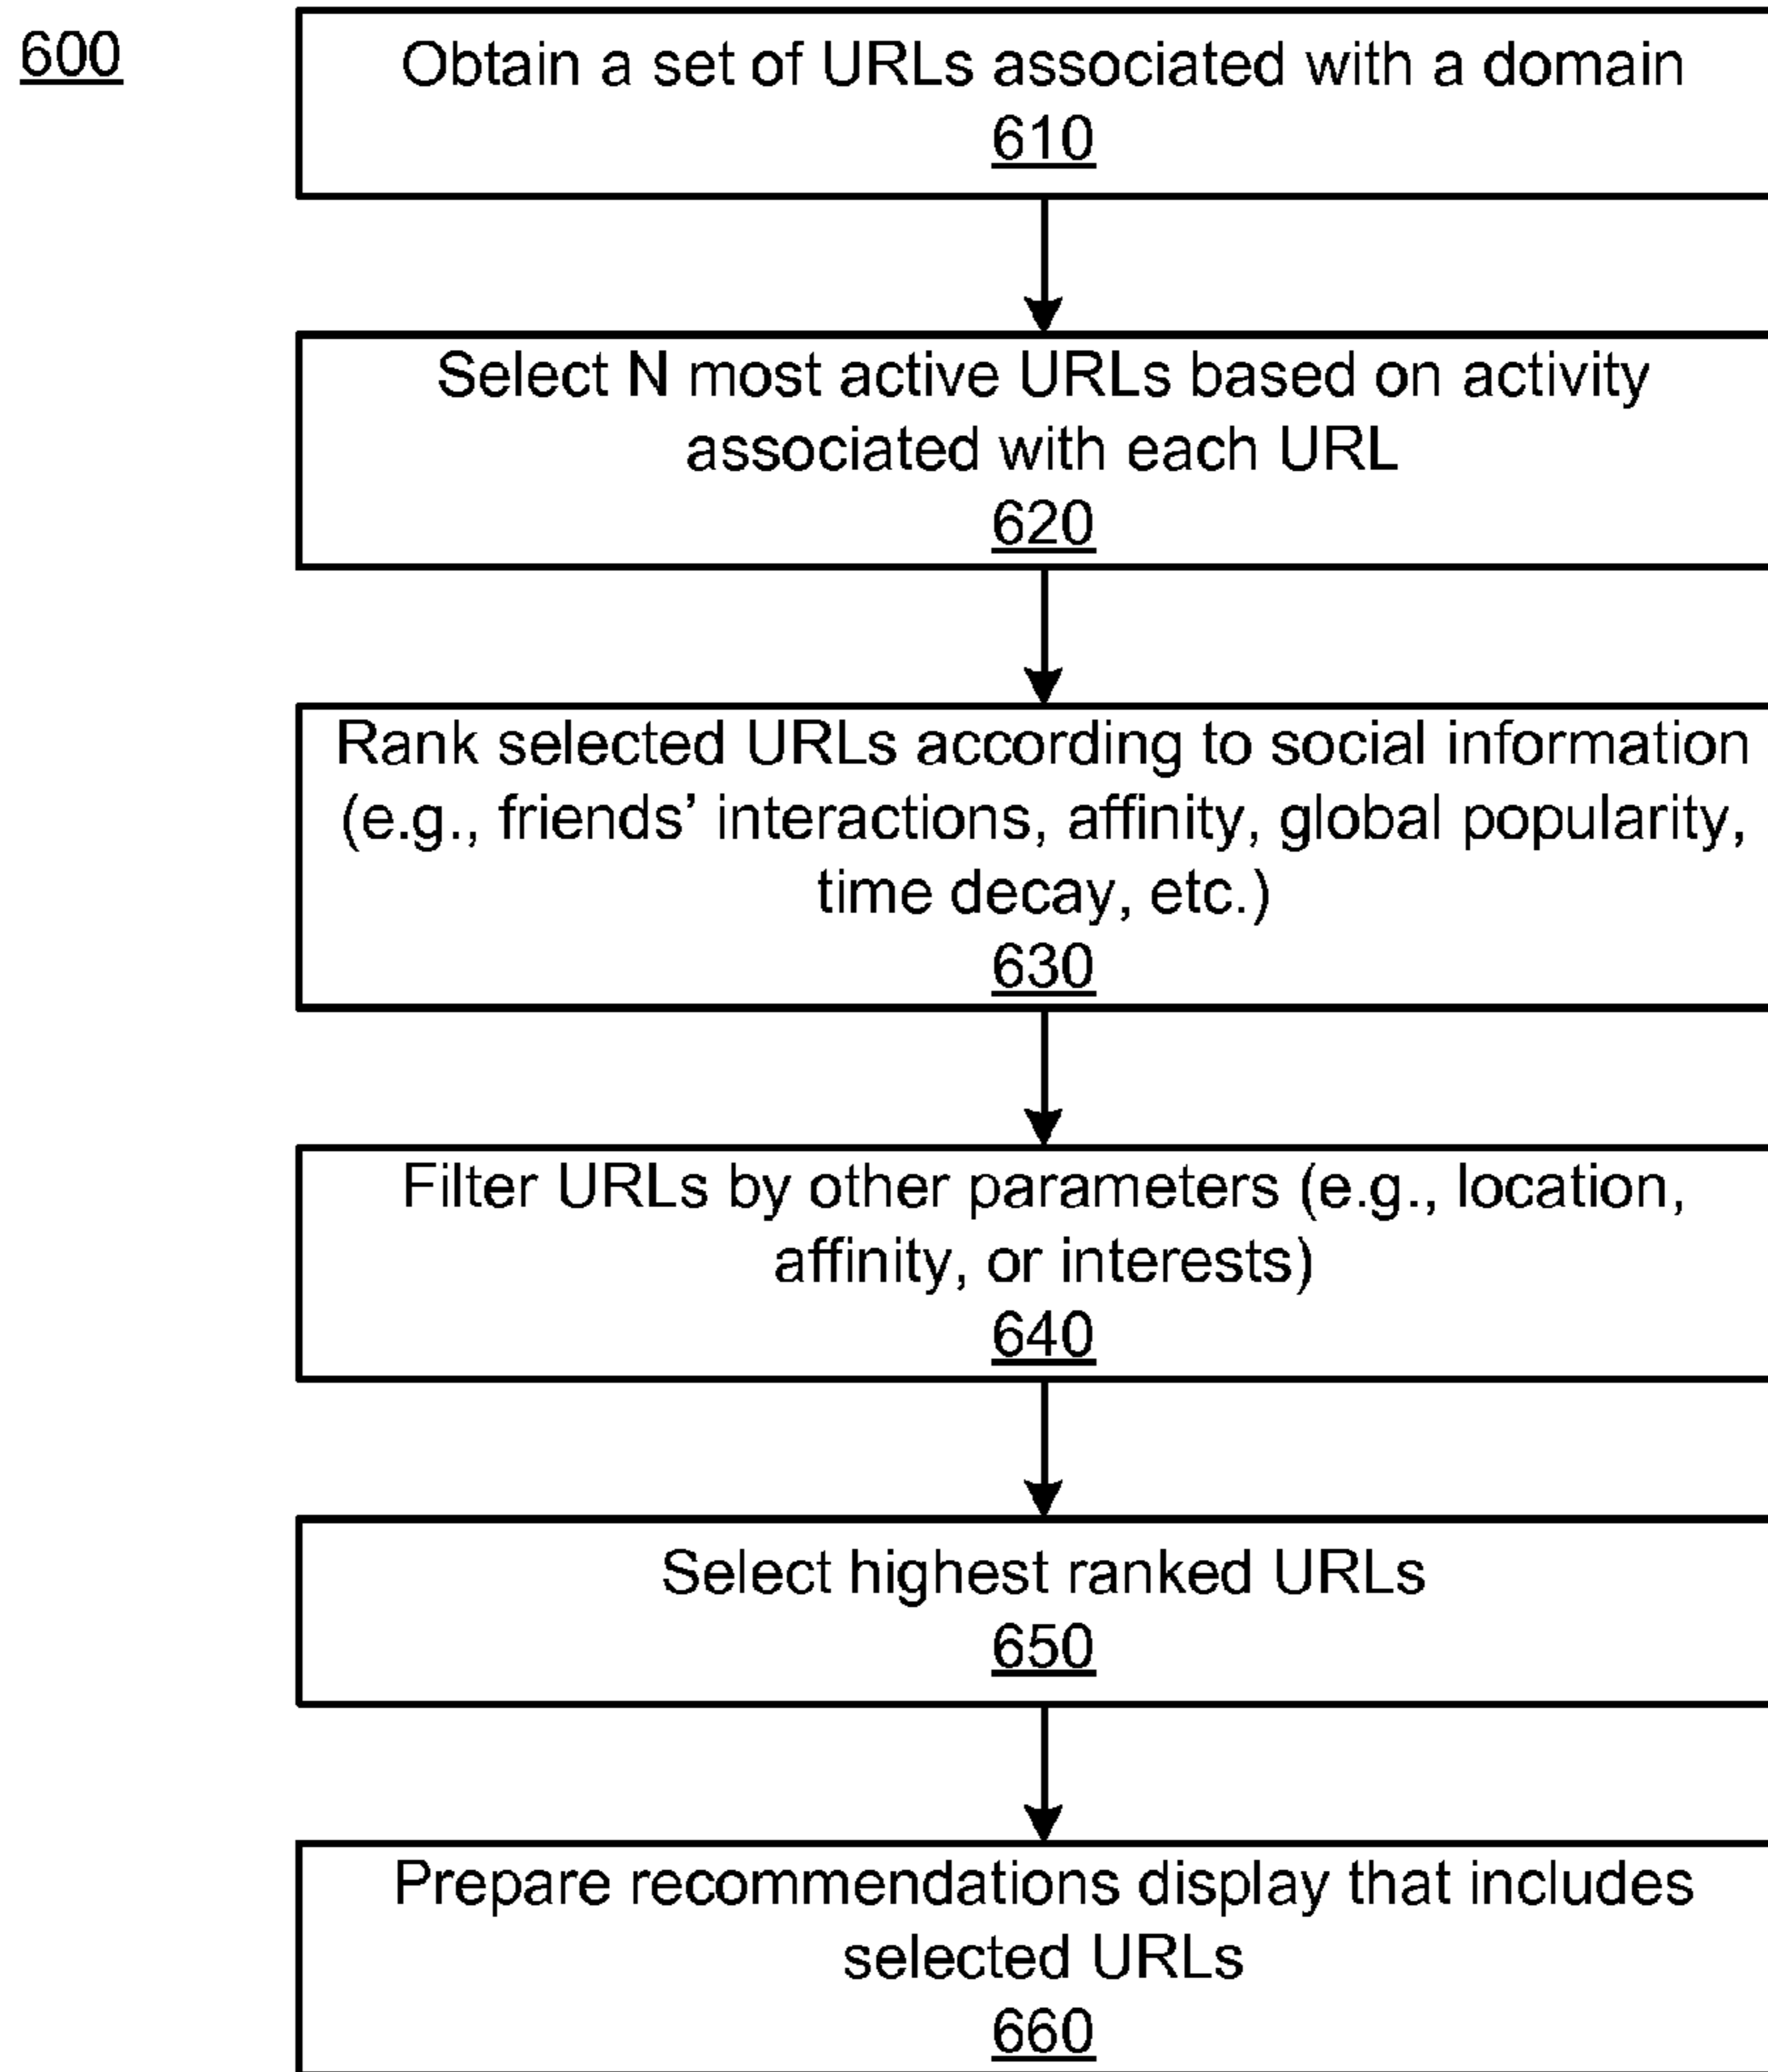 600
Obtain a set of URLs associated with a domain
610
Select N most active URLs based on activity
associated with each URL
620
Rank selected URLs according to social information
(e.g., friends’ interactions, affinity, global popularity,
time decay, etc.)
630
Filter URLs by other parameters (e.g., location,
affinity, or interests)
640
Select highest ranked URLs
650
Prepare recommendations display that includes
selected URLs
660